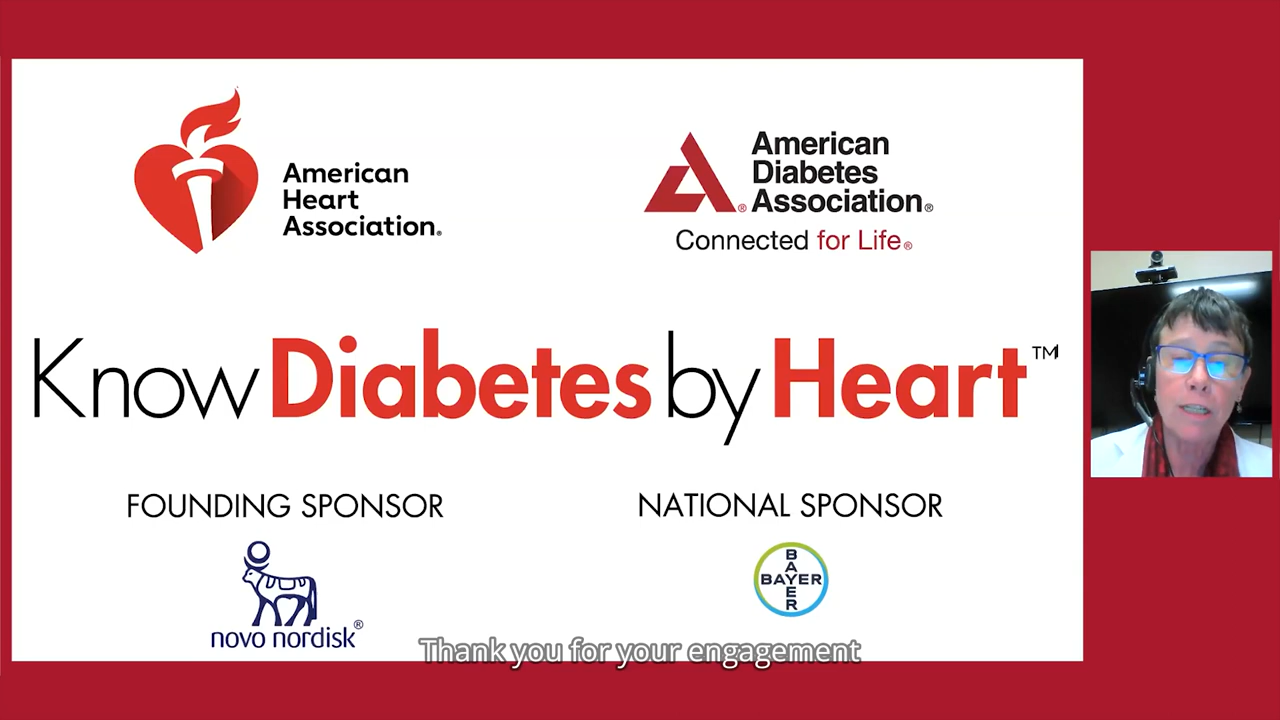 American
Heart
Association®
American
Diabetes
Association®
Connected for Life®
Know Diabetes by Heart™
FOUNDING SPONSOR
NATIONAL SPONSOR
novo nordisk®
BAYER
BAYER
Thank you for your engagement